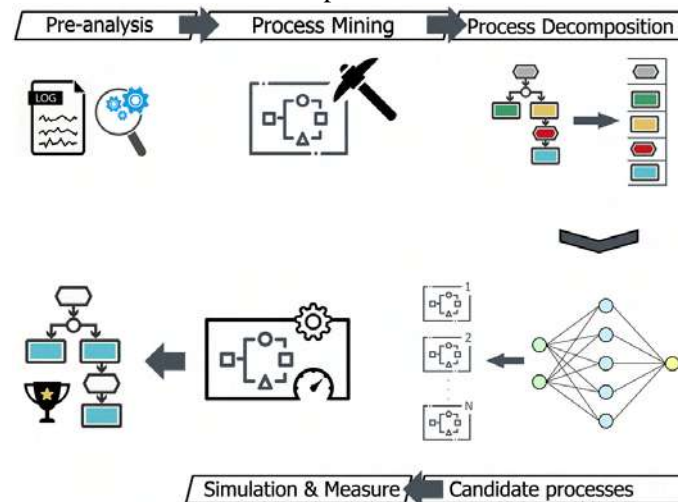 Pre-analysis
Process Mining
Process Decomposition
LOG
1
2
N
Simulation & Measure
Candidate processes